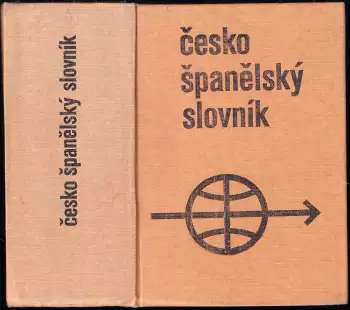 česko španělský slovník
česko
španělský
slovník